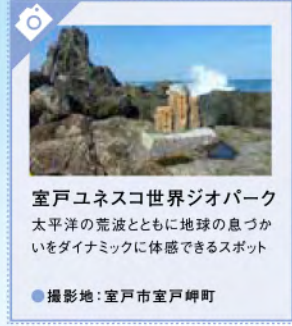 室戸ユネスコ世界ジオパーク
太平洋の荒波とともに地球の息づか
いをダイナミックに体感できるスポット
●撮影地：室戸市室戸岬町